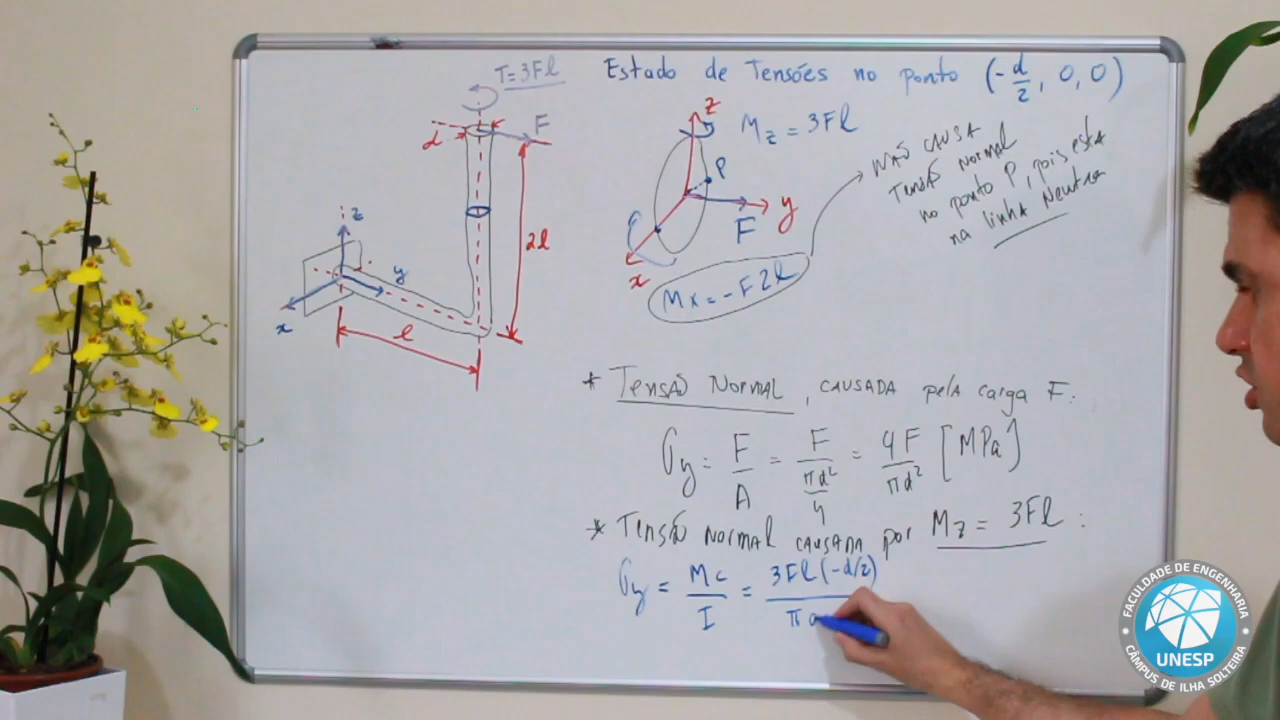 Estado de Tensões no ponto (-d/2, 0, 0)
T=3Fl
F
d
2l
z
y
x
l
z
Mz = 3Fl
P
y
F
x
Mx = -F2l
NÃO CAUSA
TENSÃO NORMAL
no ponto P, pois está
na linha Neutra
* TENSÃO NORMAL, CAUSADA pela carga F:
σy = F/A = F/(πd²/4) = 4F/πd² [MPa]
* TENSÃO NORMAL CAUSADA por Mz = 3Fl :
σy = Mc/I = 3Fl(-d/2)/π
FACULDADE DE ENGENHARIA
UNESP
CÂMPUS DE ILHA SOLTEIRA